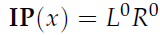 IP(x) = L⁰R⁰